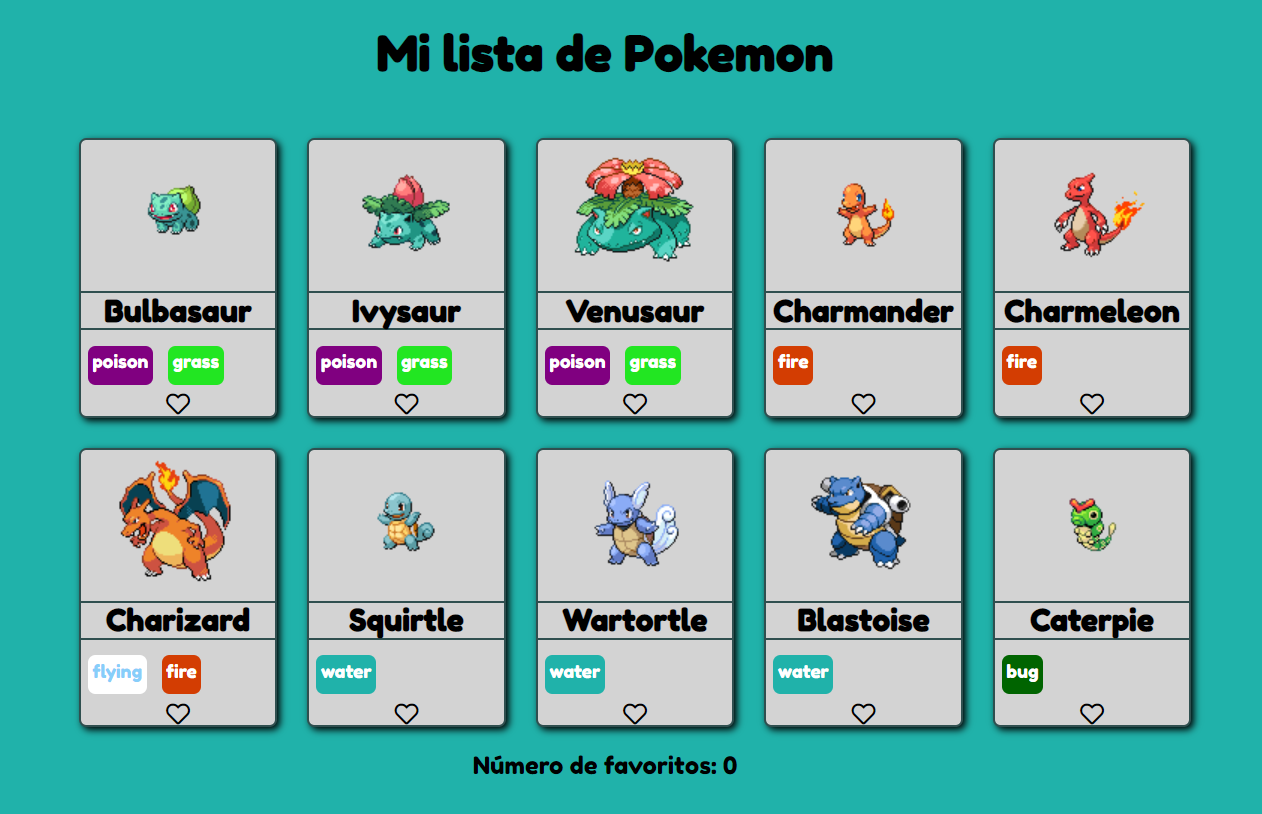 Mi lista de Pokemon
Bulbasaur
Ivysaur
Venusaur
Charmander
Charmeleon
poison grass
poison grass
poison grass
fire
fire
Charizard
Squirtle
Wartortle
Blastoise
Caterpie
flying fire
water
water
water
bug
Número de favoritos: 0